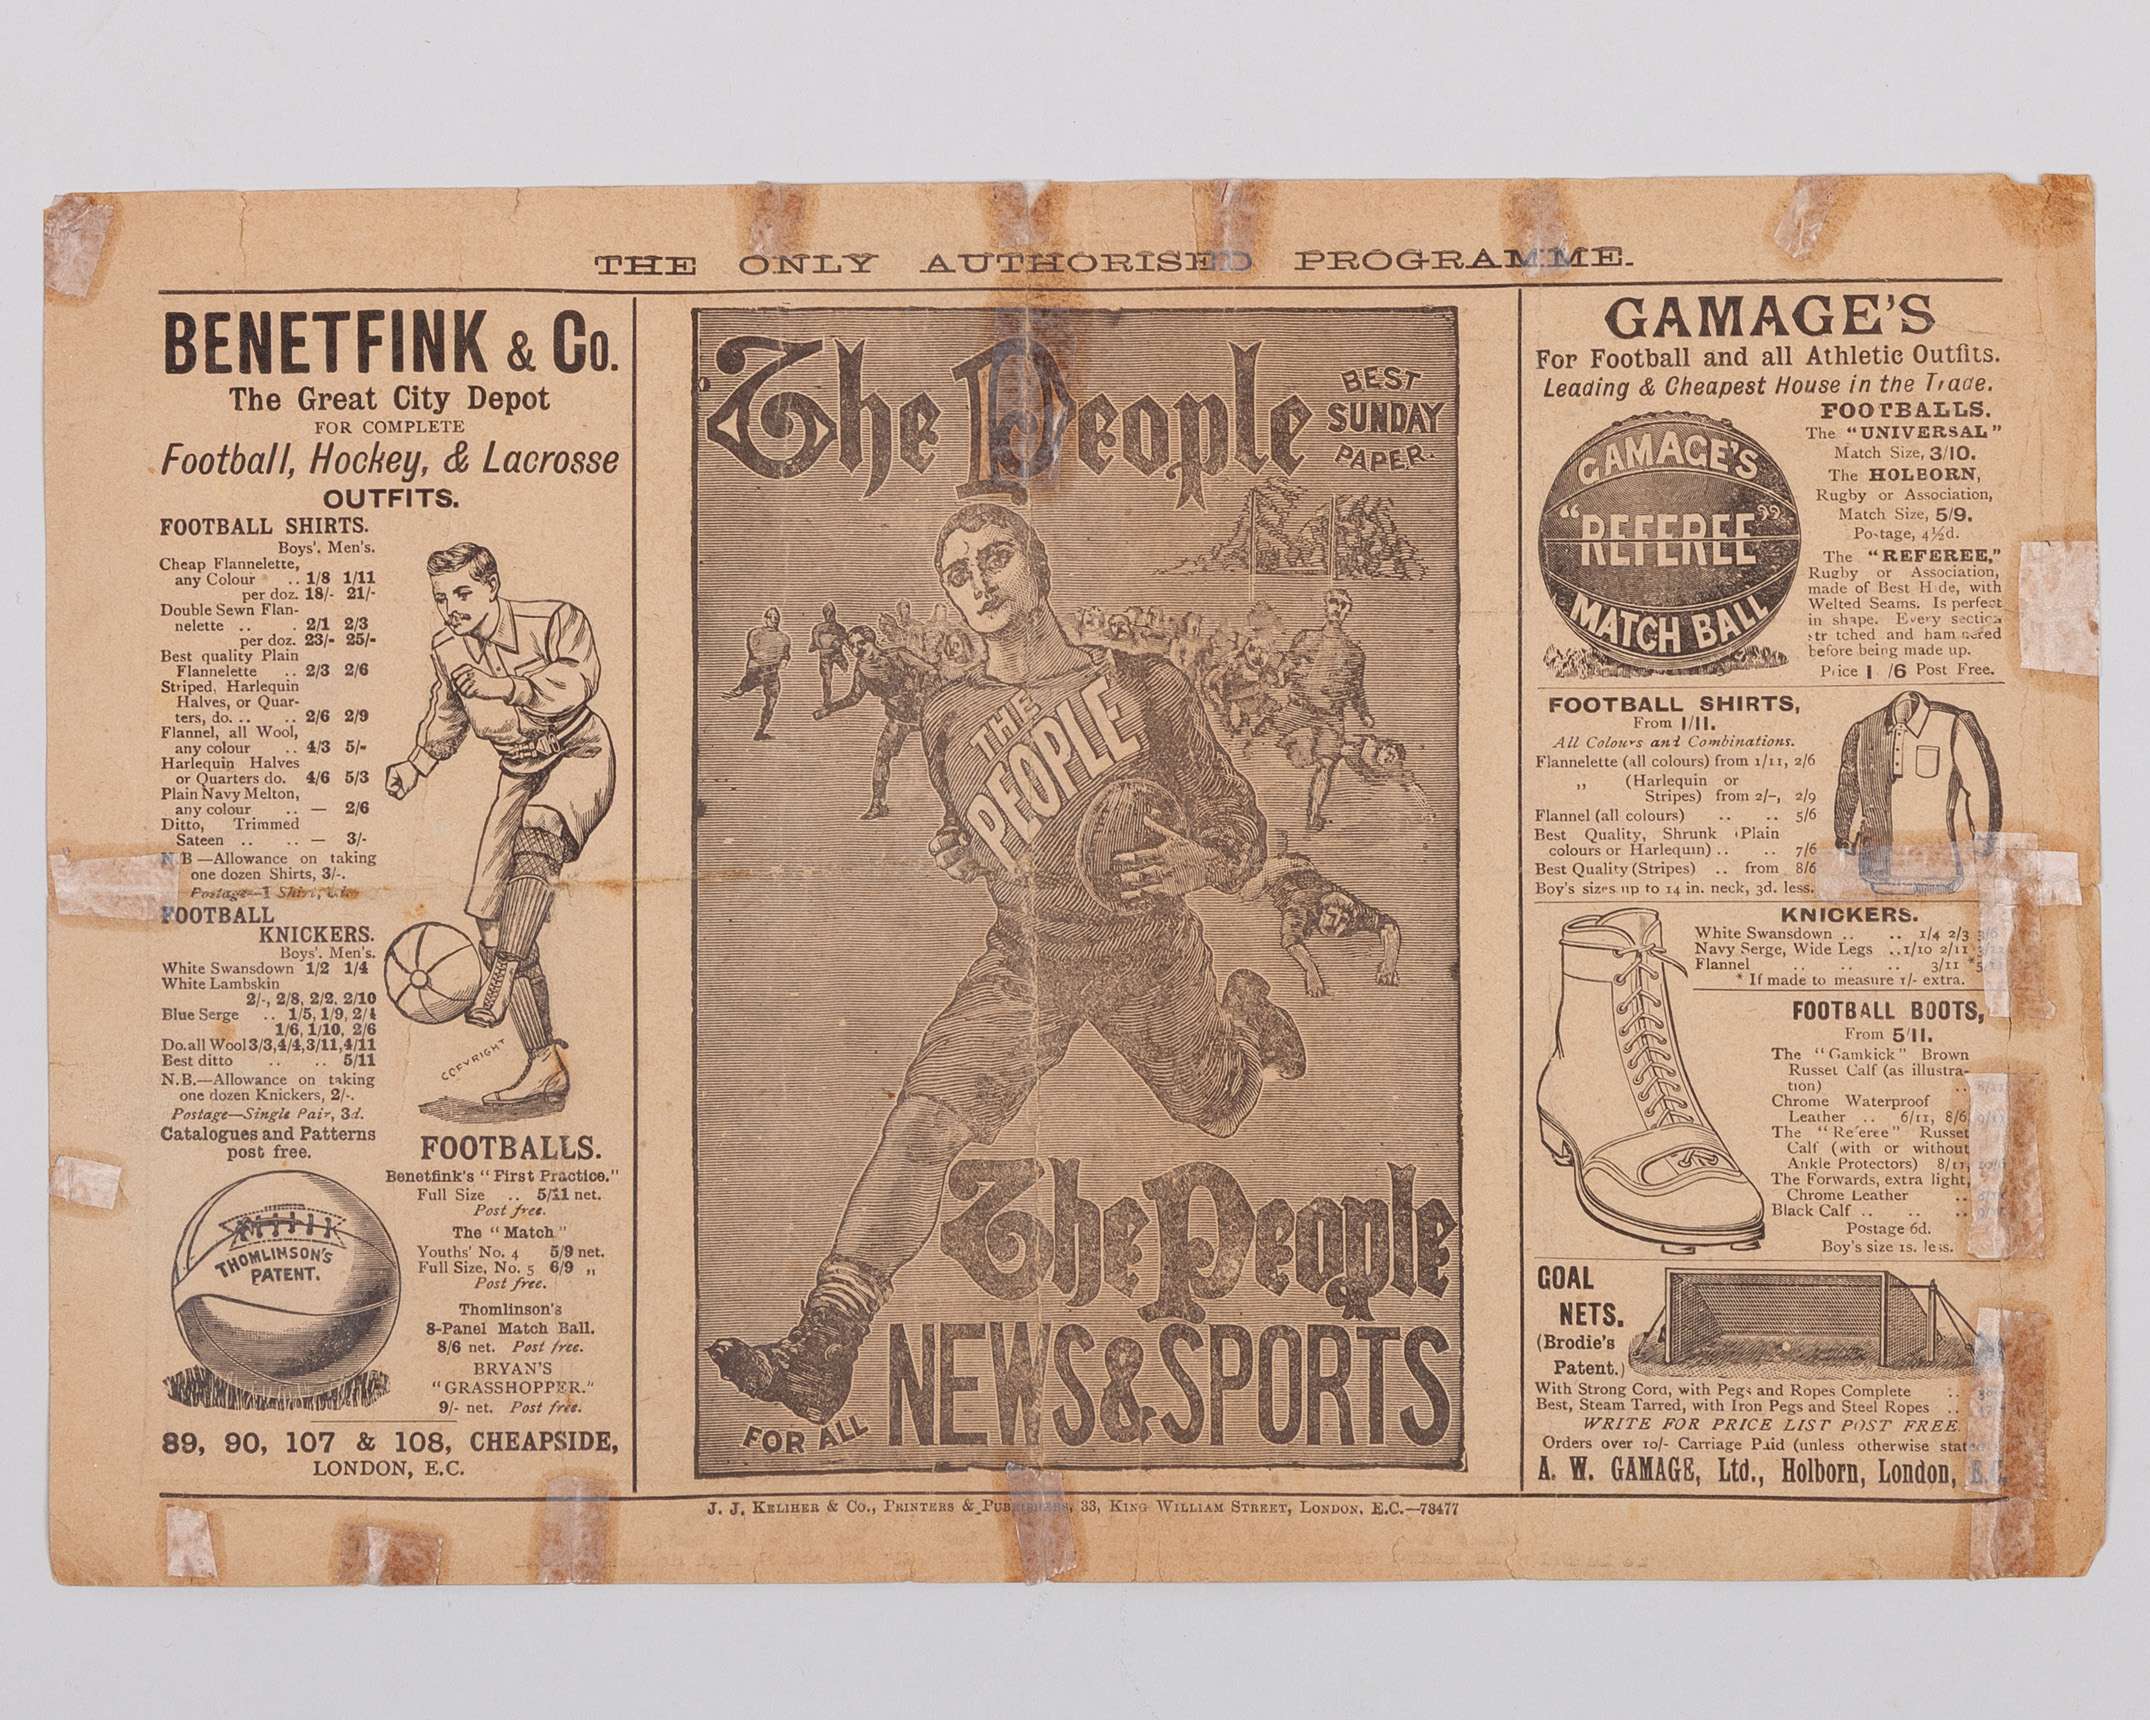 THE ONLY AUTHORISED PROGRAMME.
BENETFINK & Co.
The Great City Depot
FOR COMPLETE
Football, Hockey, & Lacrosse
OUTFITS.
FOOTBALL SHIRTS.
Boys'. Men's.
Cheap Flannelette,
any Colour .. 1/8 1/11
per doz. 18/- 21/-
Double Sewn Flan-
nelette .. . 2/1 2/3
per doz. 23/- 25/-
Best quality Plain
Flannelette .. 2/3 2/6
Striped, Harlequin
Halves, or Quar-
ters, do. .. .. 2/6 2/9
Flannel, all Wool,
any colour .. 4/3 5/-
Harlequin Halves
or Quarters do. 4/6 5/3
Plain Navy Melton,
any colour .. — 2/6
Ditto, Trimmed
Sateen .. .. — 3/-
N.B—Allowance on taking
one dozen Shirts, 3/-.
Postage—1 Shirt,
FOOTBALL
KNICKERS.
Boys'. Men's.
White Swansdown 1/2 1/4
White Lambskin
2/-, 2/8, 2/2, 2/10
Blue Serge .. 1/5, 1/9, 2/4
1/6, 1/10, 2/6
Do. all Wool 3/3, 4/4, 3/11, 4/11
Best ditto .. .. 5/11
N.B.—Allowance on taking
one dozen Knickers, 2/-.
Postage—Single Pair, 3d.
Catalogues and Patterns
post free.
COPYRIGHT
THOMLINSON'S
PATENT.
FOOTBALLS.
Benetfink's "First Practice."
Full Size .. 5/11 net.
Post free.
The "Match"
Youths' No. 4 5/9 net.
Full Size, No. 5 6/9 "
Post free.
Thomlinson's
8-Panel Match Ball.
8/6 net. Post free.
BRYAN'S
"GRASSHOPPER."
9/- net. Post free.
89, 90, 107 & 108, CHEAPSIDE,
LONDON, E.C.
The People
BEST
SUNDAY
PAPER.
THE
PEOPLE
The People
NEWS & SPORTS
FOR ALL
GAMAGE'S
For Football and all Athletic Outfits.
Leading & Cheapest House in the Trade.
GAMAGE'S
"REFEREE"
MATCH BALL
FOOTBALLS.
The "UNIVERSAL"
Match Size, 3/10.
The HOLBORN,
Rugby or Association,
Match Size, 5/9.
Postage, 4½d.
The "REFEREE,"
Rugby or Association,
made of Best Hide, with
Welted Seams. Is perfect
in shape. Every section
str tched and ham ered
before being made up.
Price 1 /6 Post Free.
FOOTBALL SHIRTS,
From 1/11.
All Colours and Combinations.
Flannelette (all colours) from 1/11, 2/6
" (Harlequin or
Stripes) from 2/-, 2/9
Flannel (all colours) .. .. 5/6
Best Quality, Shrunk (Plain
colours or Harlequin) .. .. 7/6
Best Quality (Stripes) .. from 8/6
Boy's sizes up to 14 in. neck, 3d. less.
KNICKERS.
White Swansdown .. .. 1/4 2/3
Navy Serge, Wide Legs .. 1/10 2/11
Flannel .. .. .. 3/11
* If made to measure 1/- extra.
FOOTBALL BOOTS,
From 5/11.
The "Gamkick" Brown
Russet Calf (as illustra-
tion) ..
Chrome Waterproof
Leather .. 6/11, 8/6,
The "Referee" Russet
Calf (with or without
Ankle Protectors) 8/11,
The Forwards, extra light,
Chrome Leather ..
Black Calf .. .. ..
Postage 6d.
Boy's size 1s. less.
GOAL
NETS.
(Brodie's
Patent.)
With Strong Cord, with Pegs and Ropes Complete ..
Best, Steam Tarred, with Iron Pegs and Steel Ropes ..
WRITE FOR PRICE LIST POST FREE.
Orders over 10/- Carriage Paid (unless otherwise
A. W. GAMAGE, Ltd., Holborn, London, E.C.
J. J. KELIHER & Co., PRINTERS & PUBLISHERS, 33, KING WILLIAM STREET, LONDON, E.C.—78477